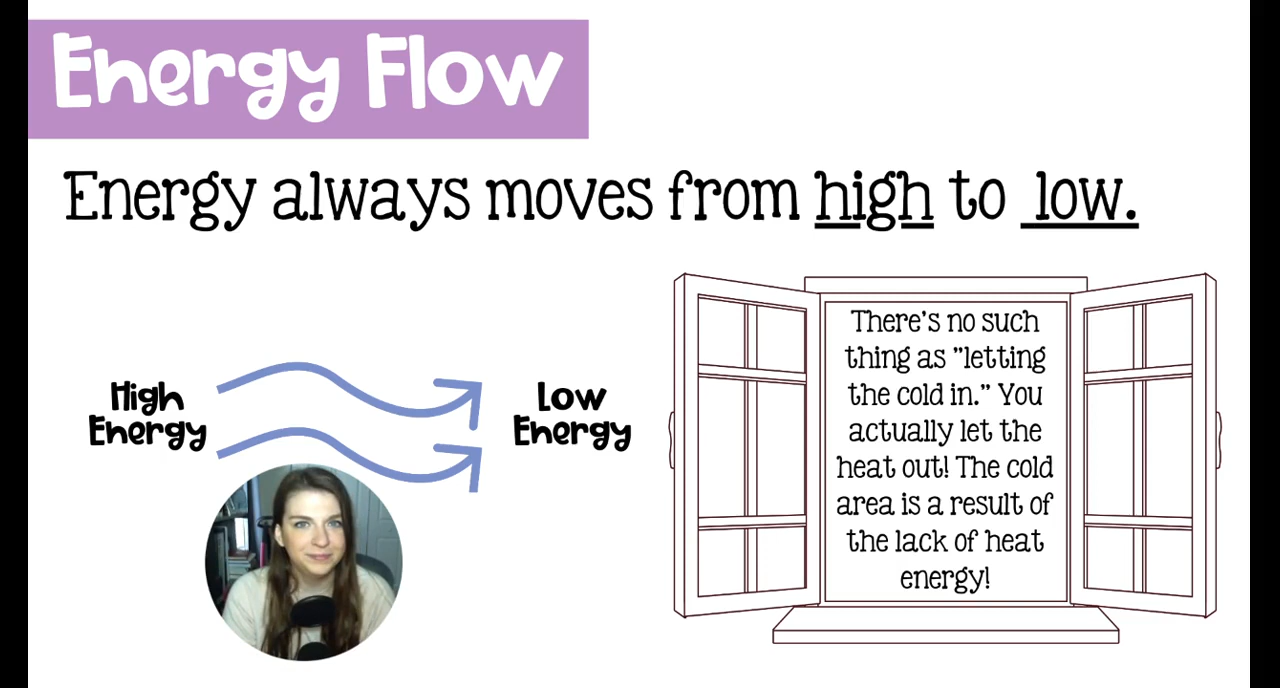 Energy Flow
Energy always moves from high to low.
High
Energy
Low
Energy
There's no such
thing as "letting
the cold in." You
actually let the
heat out! The cold
area is a result of
the lack of heat
energy!